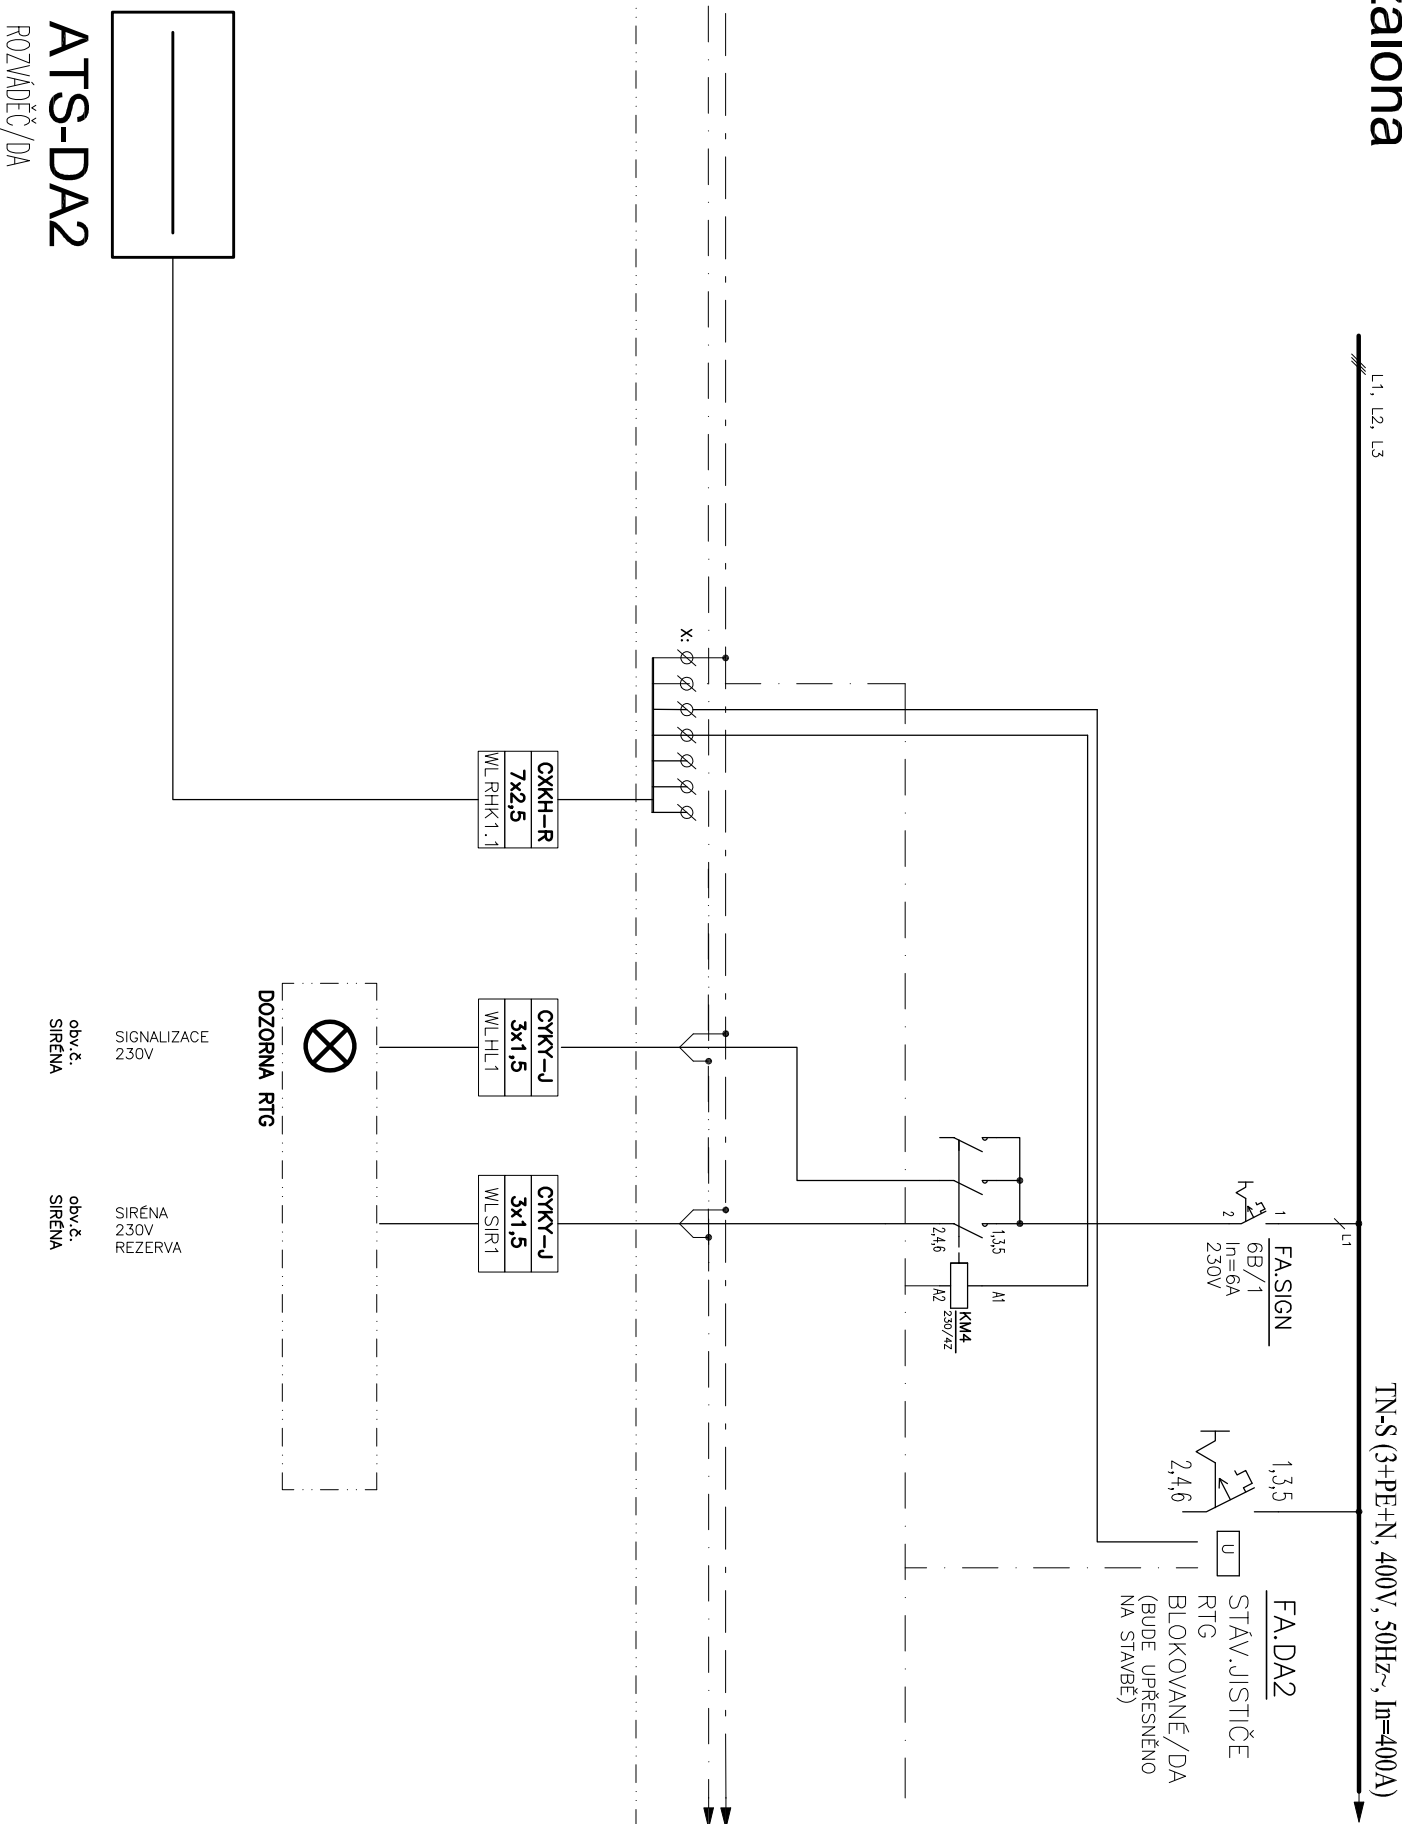 záloha
L1, L2, L3
TN-S (3+PE+N, 400V, 50Hz~, In=400A)
L1
1
2
FA.SIGN
6B/1
In=6A
230V
1,3,5
2,4,6
U
FA.DA2
STÁV.JISTIČE
RTG
BLOKOVANÉ/DA
(BUDE UPŘESNĚNO
NA STAVBĚ)
1,3,5
2,4,6
A1
A2
KM4
230/4Z
X:
CXKH-R
7x2,5
WL RHK1.1
CYKY-J
3x1,5
WL HL1
CYKY-J
3x1,5
WL SIR1
DOZORNA RTG
SIGNALIZACE
230V
obv.č.
SIRÉNA
SIRÉNA
230V
REZERVA
obv.č.
SIRÉNA
ATS-DA2
ROZVÁDĚČ/DA